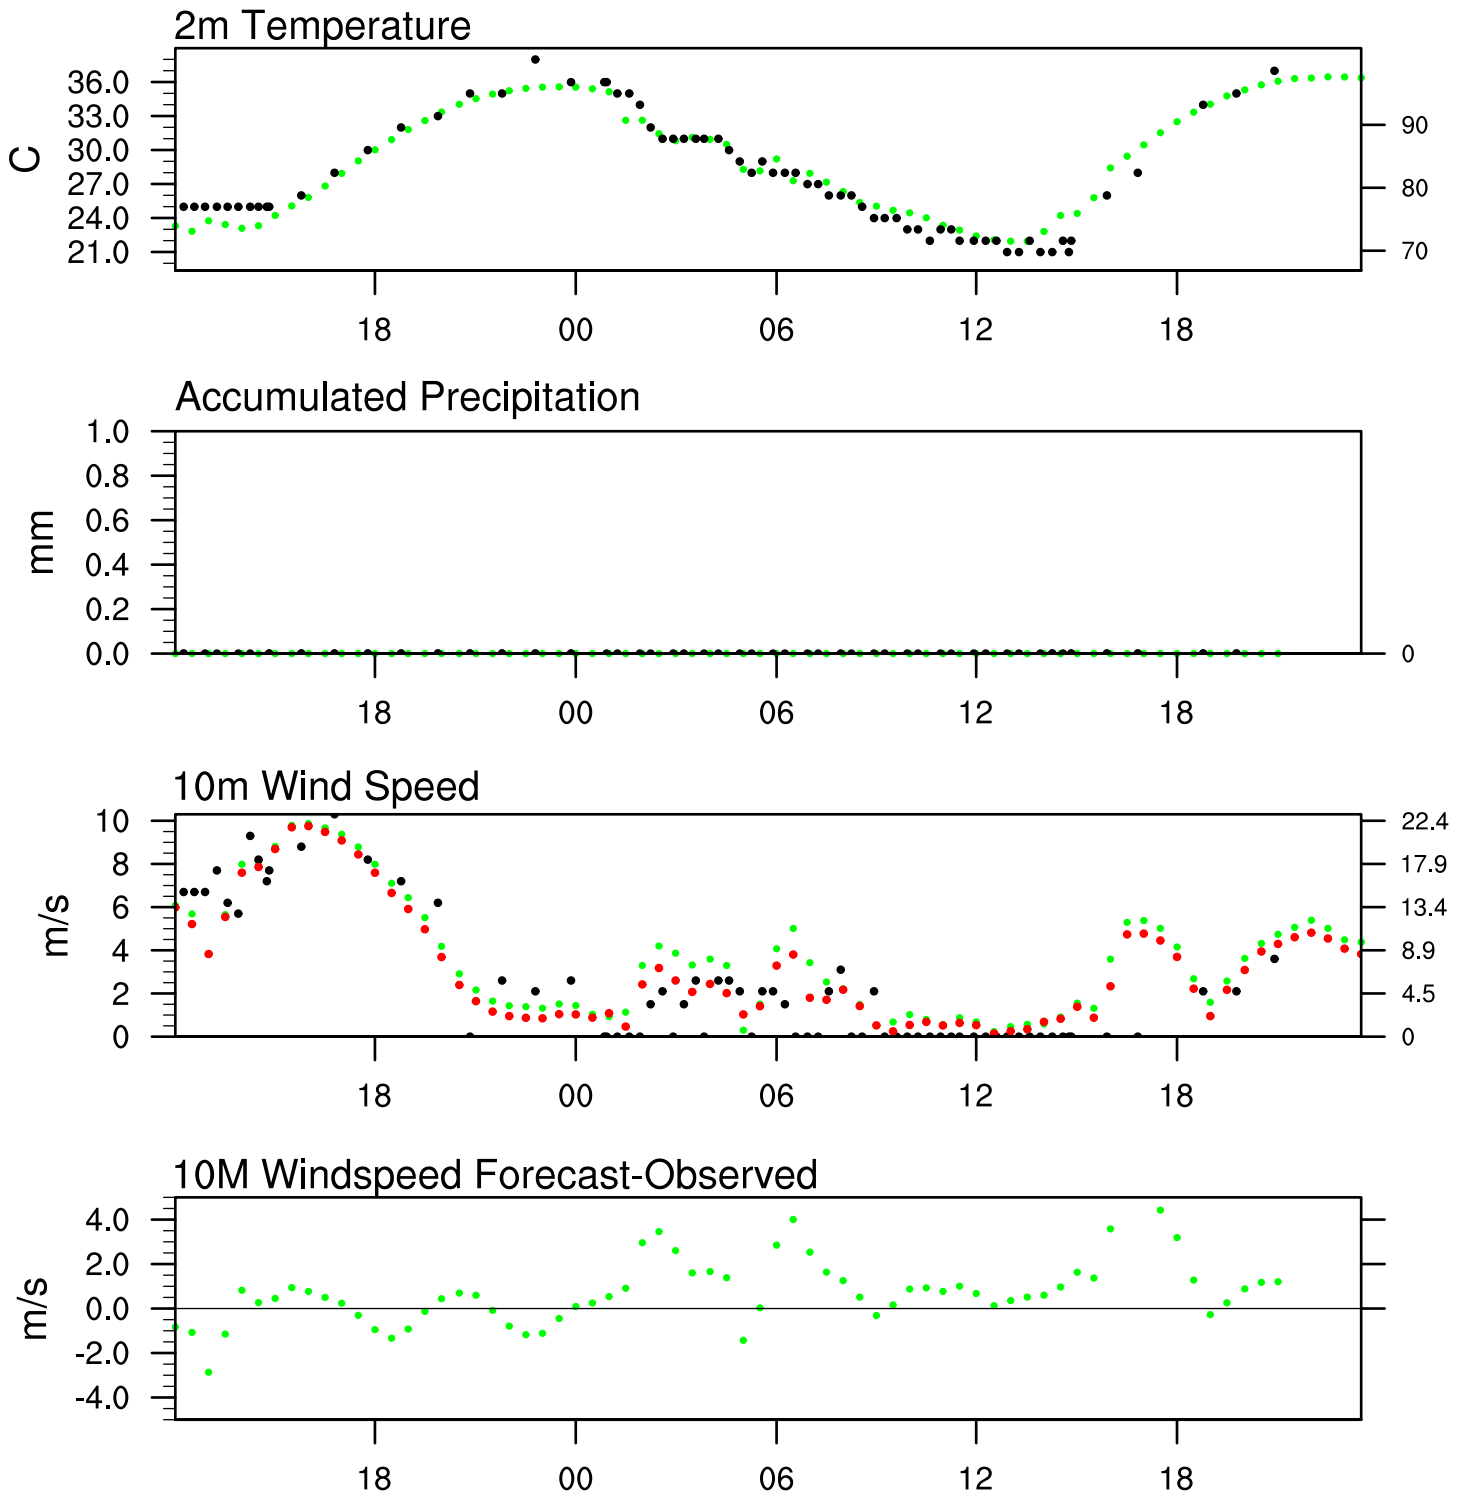 2m Temperature
C
36.0
33.0
30.0
27.0
24.0
21.0
90
80
70
18 00 06 12 18
Accumulated Precipitation
mm
1.0
0.8
0.6
0.4
0.2
0.0
0
18 00 06 12 18
10m Wind Speed
m/s
10
8
6
4
2
0
22.4
17.9
13.4
8.9
4.5
0
18 00 06 12 18
10M Windspeed Forecast-Observed
m/s
4.0
2.0
0.0
-2.0
-4.0
18 00 06 12 18